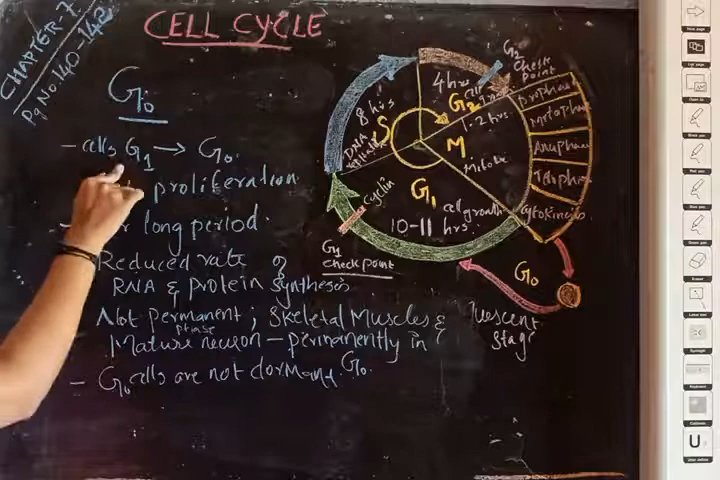 CHAPTER-7
Pg No:140-142
CELL CYCLE
G0
- cells G1 → G0
proliferation.
long period.
Reduced rate of
RNA & protein synthesis
Not permanent; Skeletal Muscles &
phase
Mature neuron - permanently in G0.
- G0 cells are not dormant.
8 hrs
S
DNA
4 hrs
G2
G2
check
point
1-2 hrs.
M
Mitosis
prophase
Metaphase
Anaphase
Telophase
Cytokinesis
G1
cell growth
10-11
hrs.
cyclin
G1
check point
G0
Quescent
stage